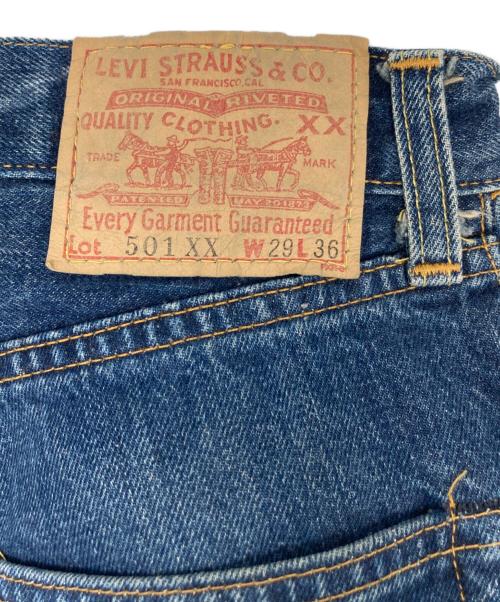 LEVI STRAUSS & CO.
SAN FRANCISCO, CAL
ORIGINAL RIVETED
QUALITY CLOTHING. XX
TRADE MARK
PATENTED MAY 20 1873
Every Garment Guaranteed
Lot 501 XX W 29 L 36